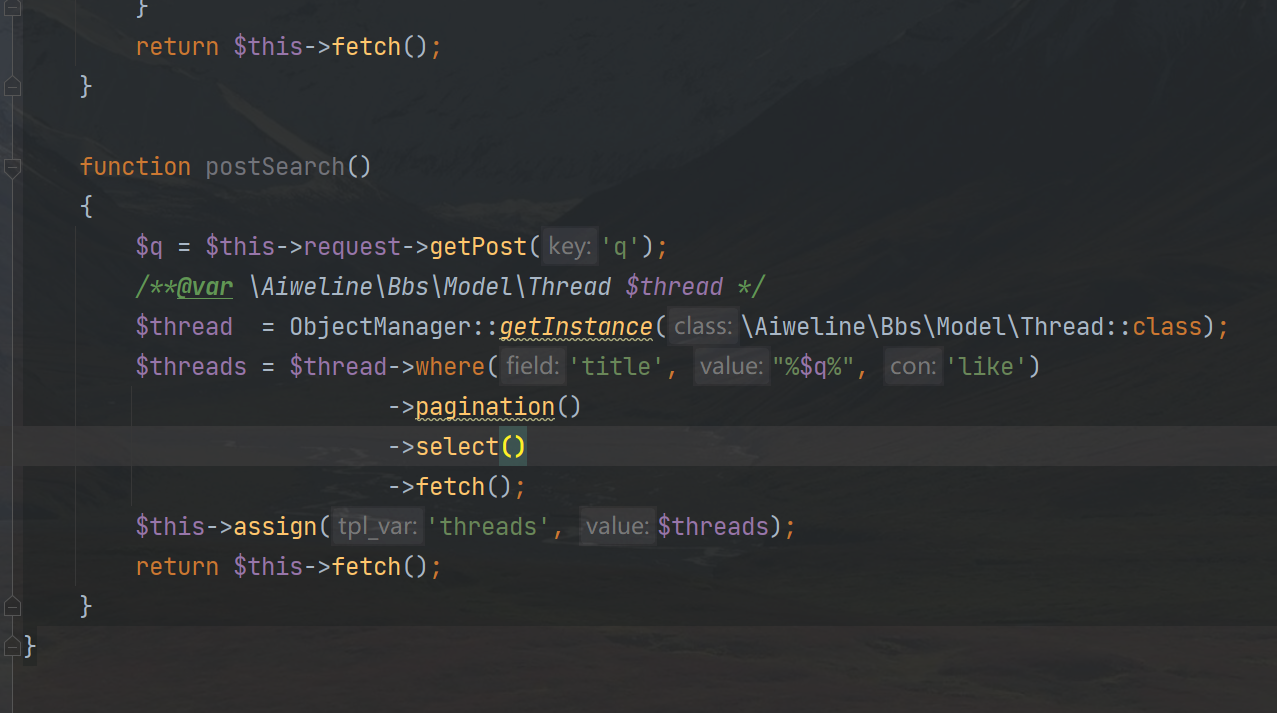 }
return $this->fetch();
}
function postSearch()
{
$q = $this->request->getPost( key: 'q');
/**@var \Aiweline\Bbs\Model\Thread $thread */
$thread  = ObjectManager::getInstance( class: \Aiweline\Bbs\Model\Thread::class);
$threads = $thread->where( field: 'title', value: "%$q%", con: 'like')
->pagination()
->select()
->fetch();
$this->assign( tpl_var: 'threads', value: $threads);
return $this->fetch();
}
}